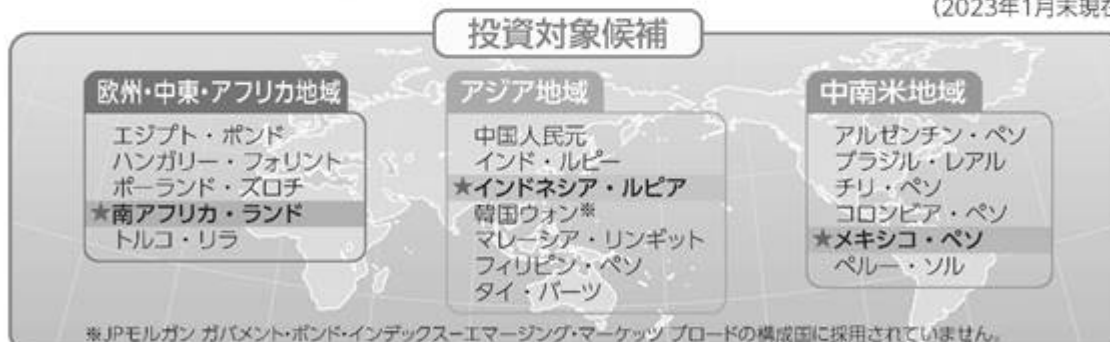 (2023年1月末現在
投資対象候補
欧州・中東・アフリカ地域
エジプト・ポンド
ハンガリー・フォリント
ポーランド・ズロチ
★南アフリカ・ランド
トルコ・リラ
アジア地域
中国人民元
インド・ルピー
★インドネシア・ルピア
韓国ウォン※
マレーシア・リンギット
フィリピン・ペソ
タイ・バーツ
中南米地域
アルゼンチン・ペソ
ブラジル・レアル
チリ・ペソ
コロンビア・ペソ
★メキシコ・ペソ
ペルー・ソル
※JPモルガン ガバメント・ボンド・インデックスーエマージング・マーケッツ ブロードの構成国に採用されていません。